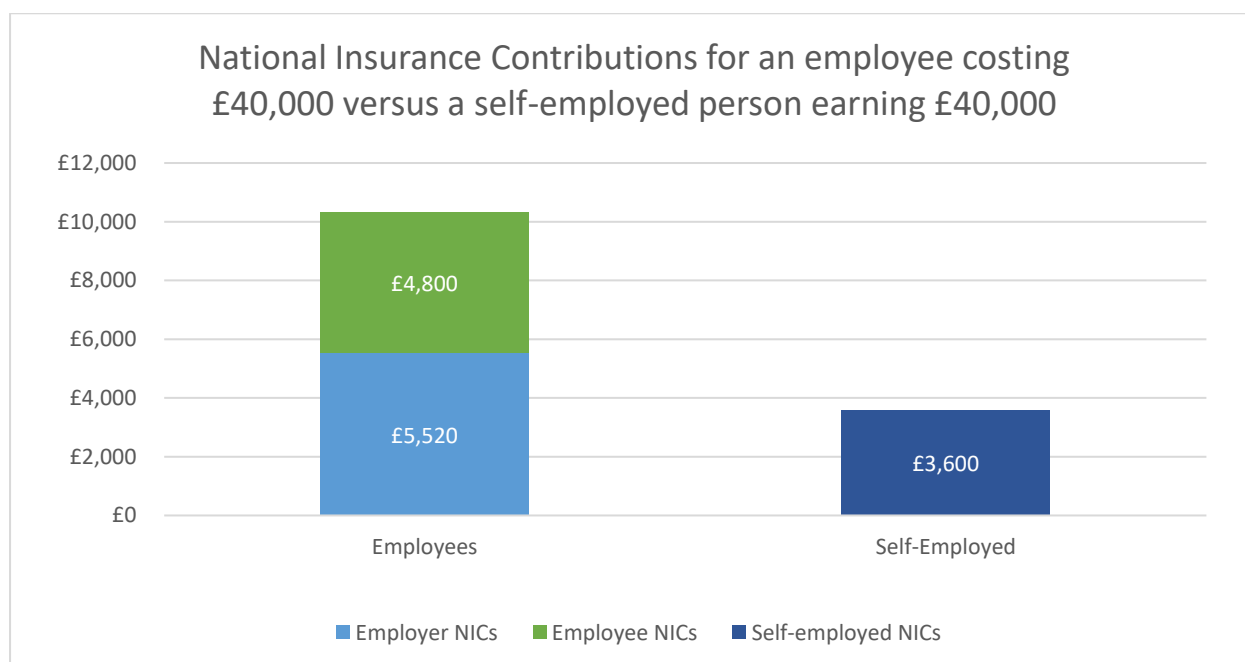 National Insurance Contributions for an employee costing
£40,000 versus a self-employed person earning £40,000
£12,000
£10,000
£8,000
£6,000
£4,000
£2,000
£0
£4,800
£5,520
£3,600
Employees
Self-Employed
Employer NICs
Employee NICs
Self-employed NICs